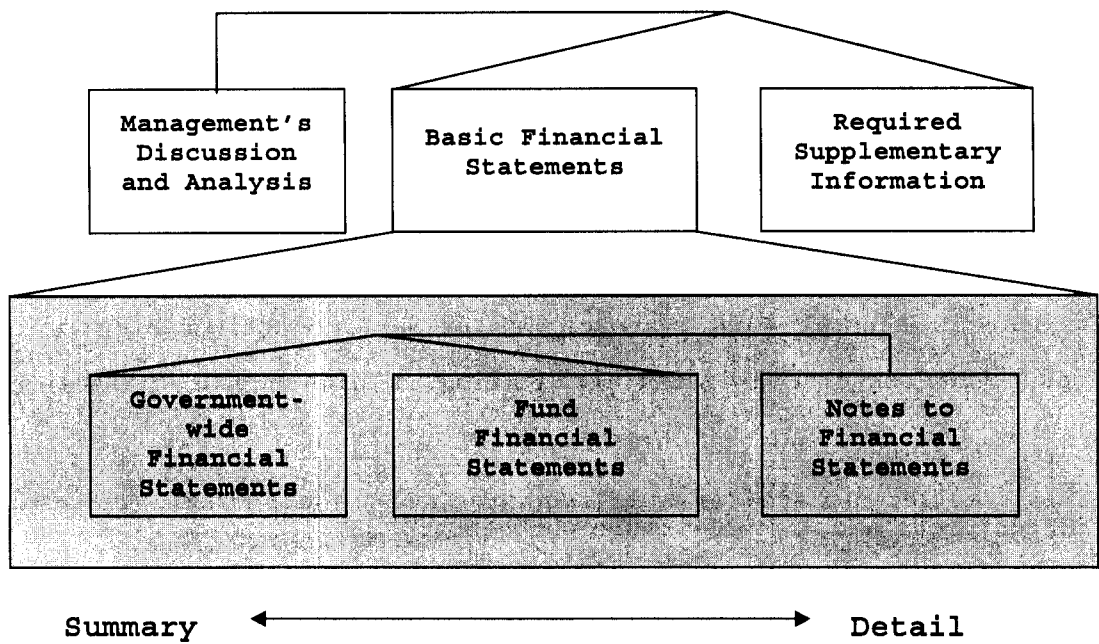 Management's
Discussion
and Analysis
Basic Financial
Statements
Required
Supplementary
Information
Government-
wide
Financial
Statements
Fund
Financial
Statements
Notes to
Financial
Statements
Summary
Detail